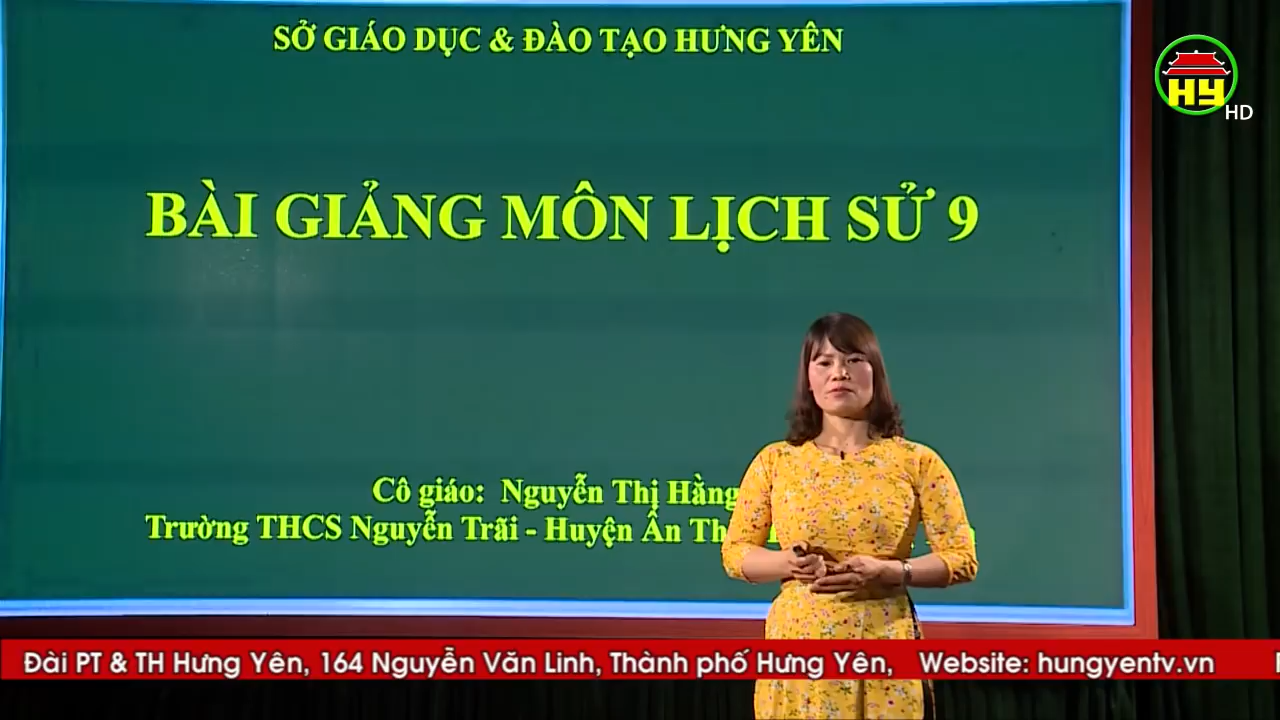 SỞ GIÁO DỤC & ĐÀO TẠO HƯNG YÊN
HY
HD
BÀI GIẢNG MÔN LỊCH SỬ 9
Cô giáo: Nguyễn Thị Hằng
Trường THCS Nguyễn Trãi - Huyện Ân
Đài PT & TH Hưng Yên, 164 Nguyễn Văn Linh, Thành phố Hưng Yên, Website: hungyentv.vn